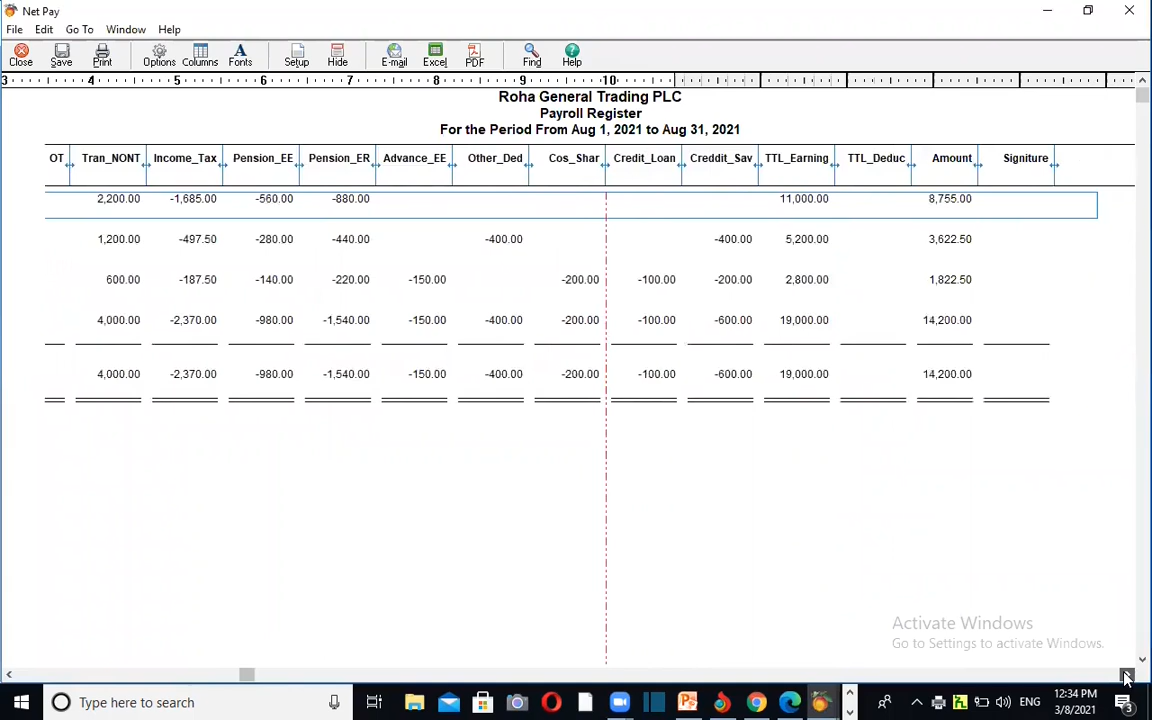 Net Pay
File Edit Go To Window Help
Close Save Print Options Columns Fonts Setup Hide E-mail Excel PDF Find Help
3 4 5 6 7 8 9 10
Roha General Trading PLC
Payroll Register
For the Period From Aug 1, 2021 to Aug 31, 2021
OT Tran_NONT Income_Tax Pension_EE Pension_ER Advance_EE Other_Ded Cos_Shar Credit_Loan Creddit_Sav TTL_Earning TTL_Deduc Amount Signiture
2,200.00 -1,685.00 -560.00 -880.00 11,000.00 8,755.00
1,200.00 -497.50 -280.00 -440.00 -400.00 -400.00 5,200.00 3,622.50
600.00 -187.50 -140.00 -220.00 -150.00 -200.00 -100.00 -200.00 2,800.00 1,822.50
4,000.00 -2,370.00 -980.00 -1,540.00 -150.00 -400.00 -200.00 -100.00 -600.00 19,000.00 14,200.00
4,000.00 -2,370.00 -980.00 -1,540.00 -150.00 -400.00 -200.00 -100.00 -600.00 19,000.00 14,200.00
Activate Windows
Go to Settings to activate Windows.
Type here to search
ENG
12:34 PM
3/8/2021
3